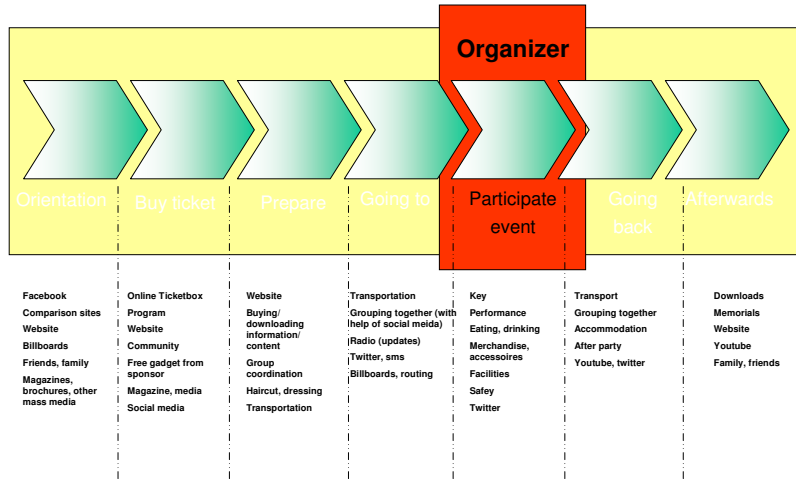 Organizer
Orientation
Buy ticket
Prepare
Going to
Participate
event
Going
back
Afterwards
Facebook
Comparison sites
Website
Billboards
Friends, family
Magazines,
brochures, other
mass media
Online Ticketbox
Program
Website
Community
Free gadget from
sponsor
Magazine, media
Social media
Website
Buying/
downloading
information/
content
Group
coordination
Haircut, dressing
Transportation
Transportation
Grouping together (with
help of social meida)
Radio (updates)
Twitter, sms
Billboards, routing
Key
Performance
Eating, drinking
Merchandise,
accessoires
Facilities
Safey
Twitter
Transport
Grouping together
Accommodation
After party
Youtube, twitter
Downloads
Memorials
Website
Youtube
Family, friends